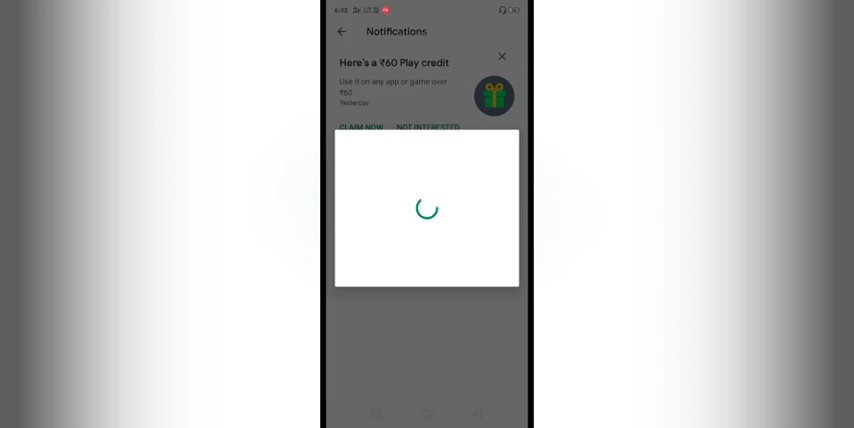 6:43
Notifications
Here's a ₹60 Play credit
Use it on any app or game over
₹60
Yesterday
CLAIM NOW NOT INTERESTED